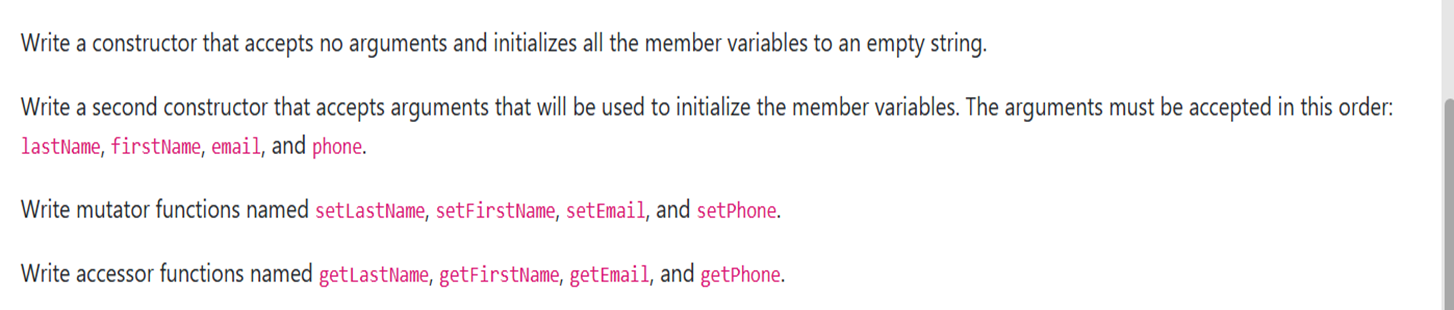 Write a constructor that accepts no arguments and initializes all the member variables to an empty string.
Write a second constructor that accepts arguments that will be used to initialize the member variables. The arguments must be accepted in this order:
lastName, firstName, email, and phone.
Write mutator functions named setLastName, setFirstName, setEmail, and setPhone.
Write accessor functions named getLastName, getFirstName, getEmail, and getPhone.